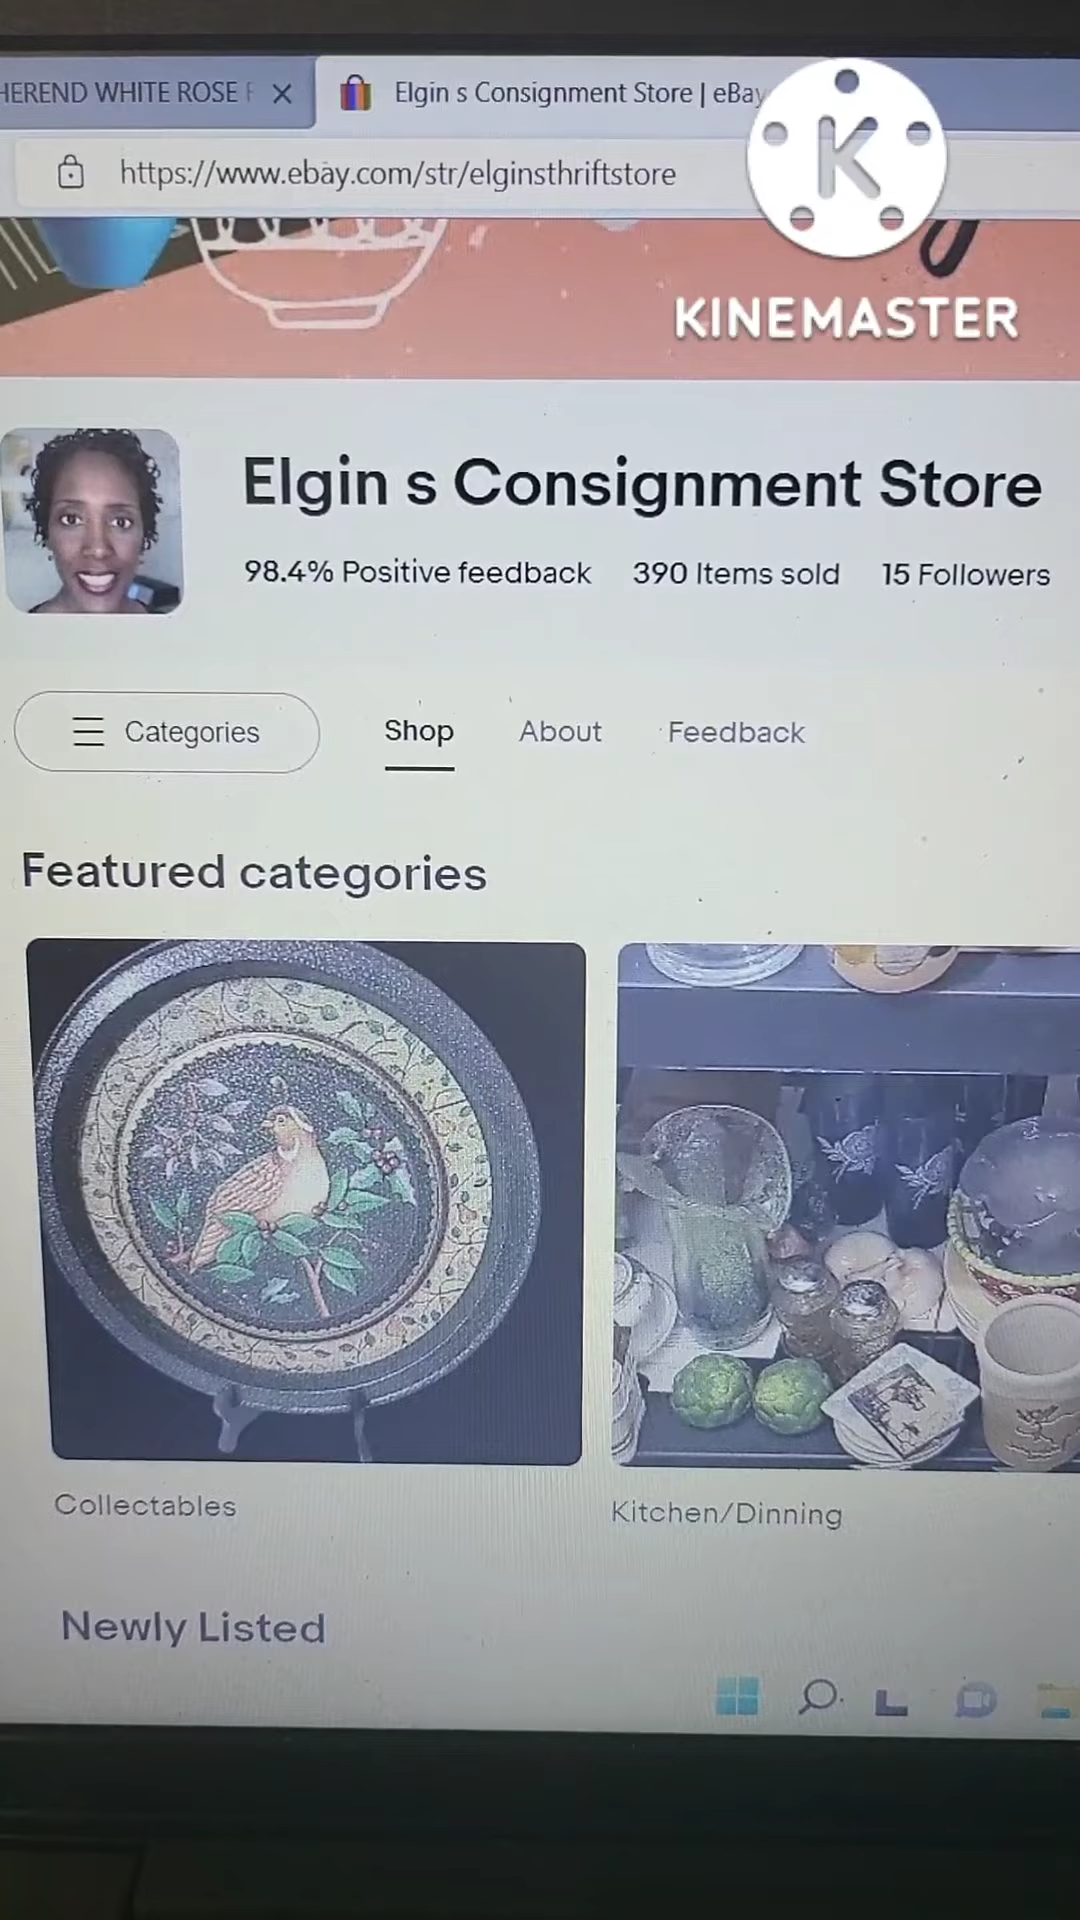 HEREND WHITE ROSE
Elgin s Consignment Store | eBay
https://www.ebay.com/str/elginsthriftstore
K
KINEMASTER
Elgin s Consignment Store
98.4% Positive feedback 390 Items sold 15 Followers
Categories Shop About Feedback
Featured categories
Collectables
Kitchen/Dinning
Newly Listed